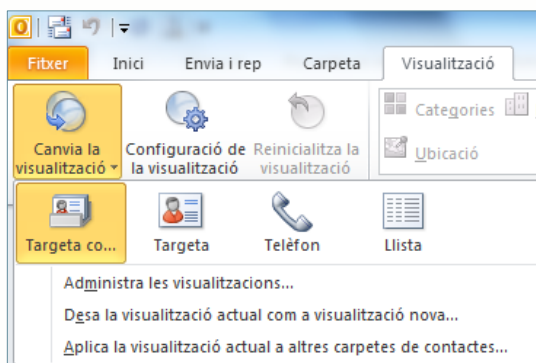 Fitxer Inici Envia i rep Carpeta Visualització
Canvia la visualització Configuració de la visualització Reinicialitza la visualització Categories
Ubicació
Targeta co... Targeta Telèfon Llista
Administra les visualitzacions...
Desa la visualització actual com a visualització nova...
Aplica la visualització actual a altres carpetes de contactes...